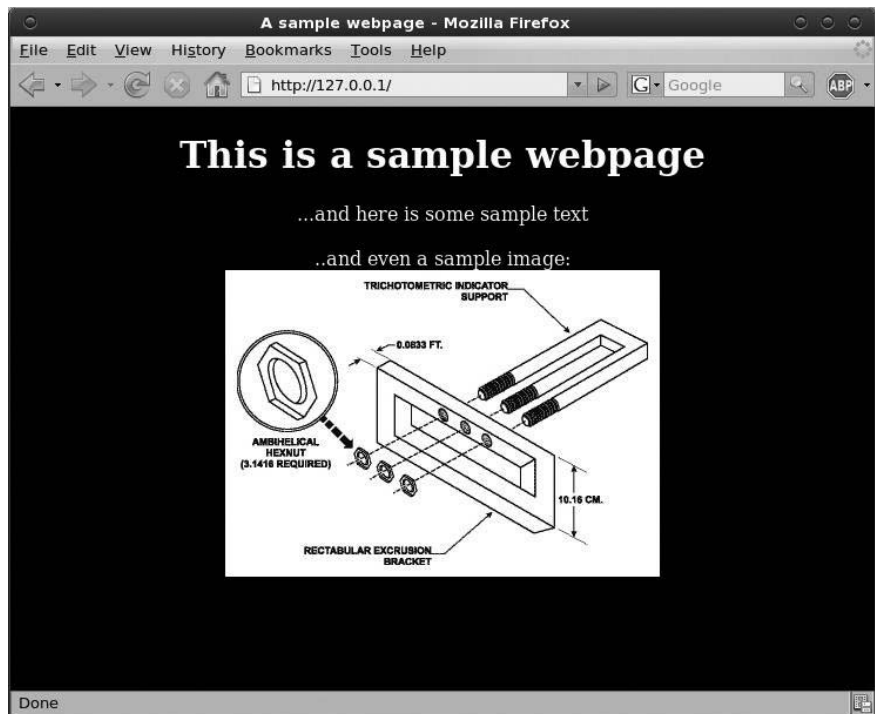 A sample webpage - Mozilla Firefox
File Edit View History Bookmarks Tools Help
http://127.0.0.1/ G Google ABP
This is a sample webpage
...and here is some sample text
..and even a sample image:
TRICHOTOMETRIC INDICATOR
SUPPORT
0.0833 FT.
AMBIHELICAL
HEXNUT
(3.1416 REQUIRED)
10.16 CM.
RECTABULAR EXCRUSION
BRACKET
Done